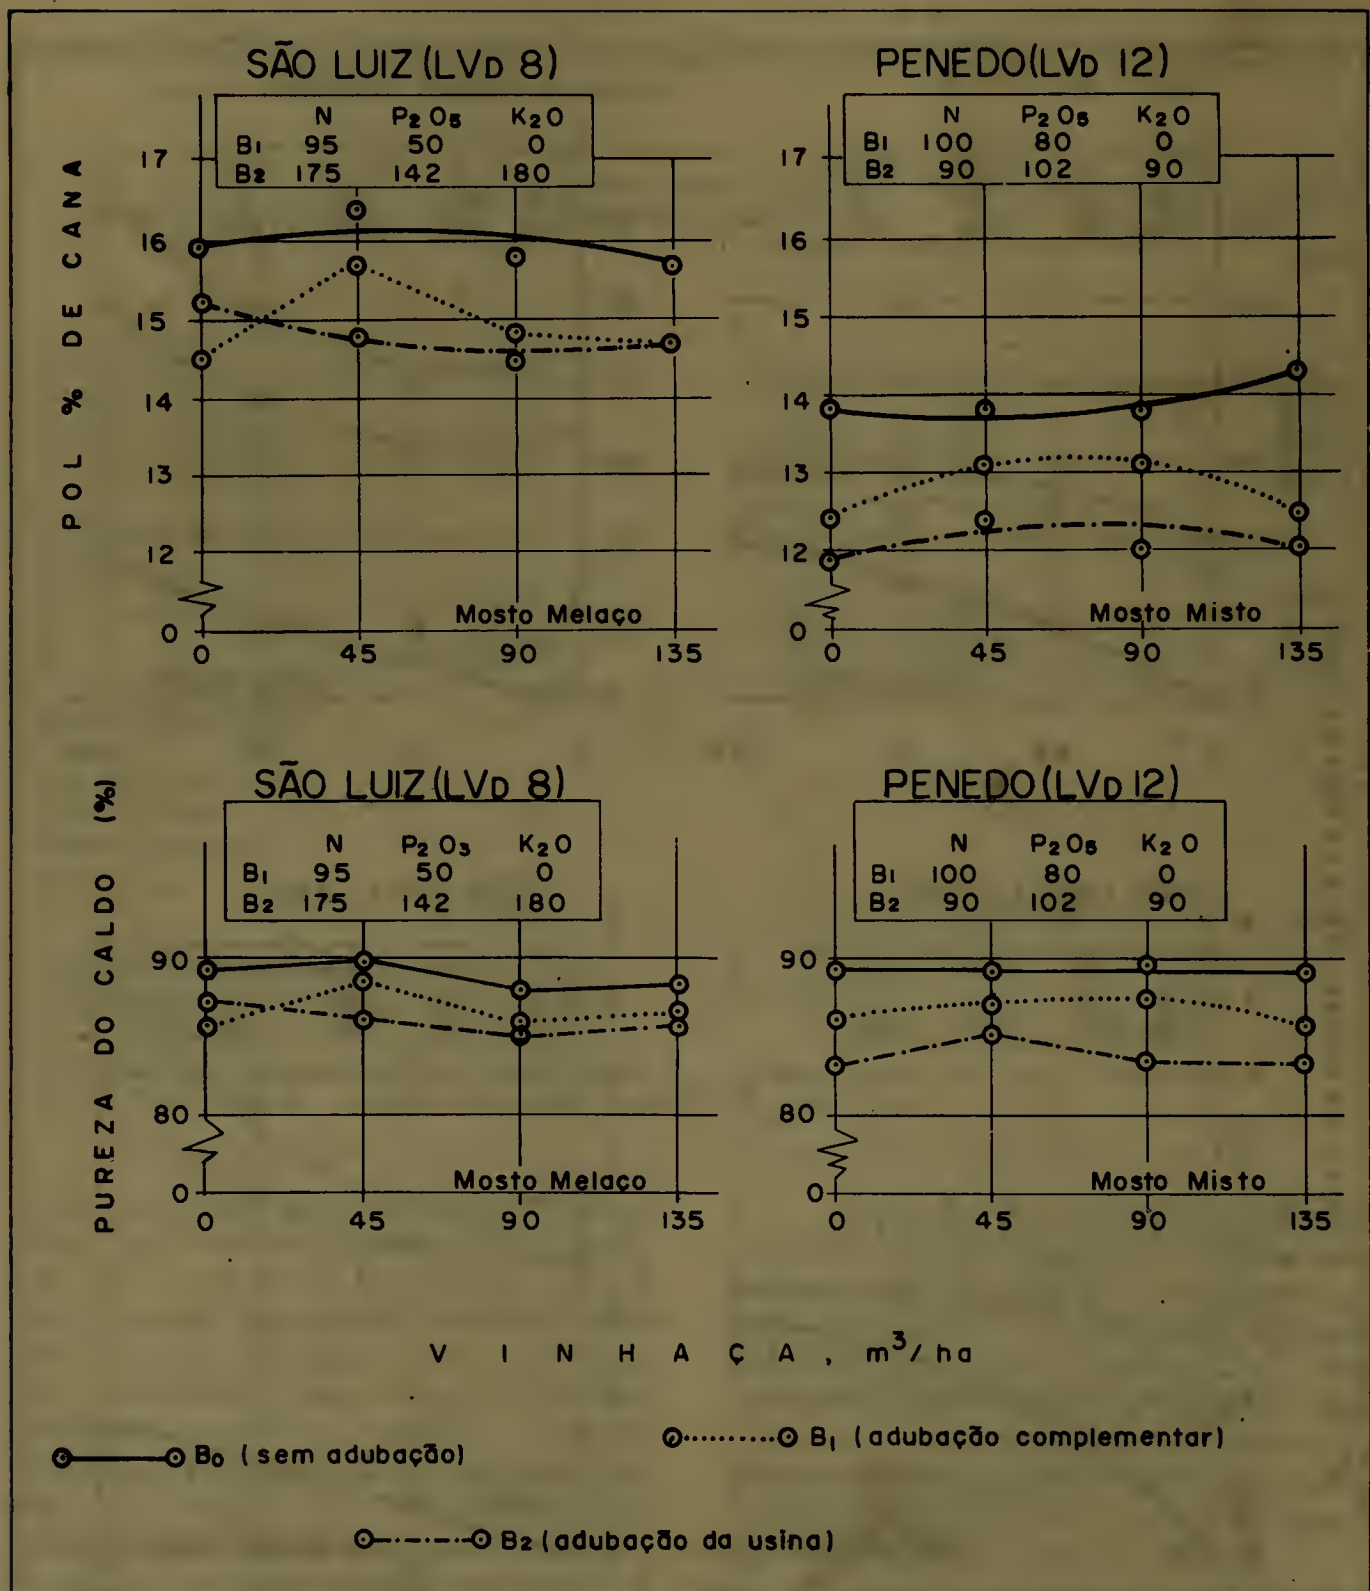 SÃO LUIZ (LVD 8)
N P2O5 K2O
B1 95 50 0
B2 175 142 180
POL % DE CANA
17
16
15
14
13
12
0
Mosto Melaço
0 45 90 135
PENEDO (LVD 12)
N P2O5 K2O
B1 100 80 0
B2 90 102 90
17
16
15
14
13
12
0
Mosto Misto
0 45 90 135
SÃO LUIZ (LVD 8)
N P2O3 K2O
B1 95 50 0
B2 175 142 180
PUREZA DO CALDO (%)
90
80
0
Mosto Melaço
0 45 90 135
PENEDO (LVD 12)
N P2O5 K2O
B1 100 80 0
B2 90 102 90
90
80
0
Mosto Misto
0 45 90 135
VINHAÇA, m³/ha
B0 (sem adubação)
B1 (adubação complementar)
B2 (adubação da usina)